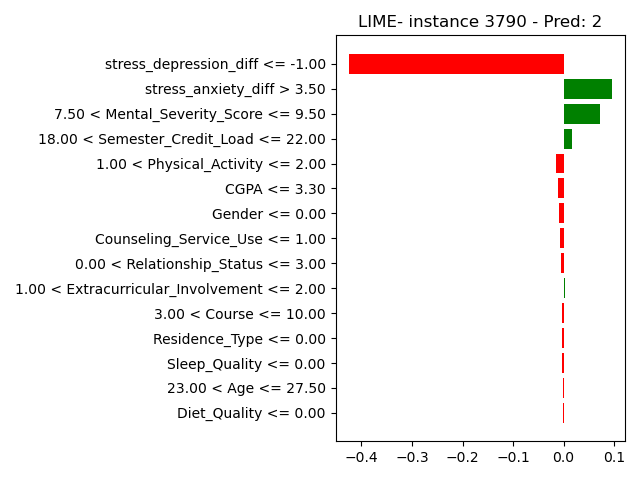 LIME- instance 3790 - Pred: 2
stress_depression_diff <= -1.00
stress_anxiety_diff > 3.50
7.50 < Mental_Severity_Score <= 9.50
18.00 < Semester_Credit_Load <= 22.00
1.00 < Physical_Activity <= 2.00
CGPA <= 3.30
Gender <= 0.00
Counseling_Service_Use <= 1.00
0.00 < Relationship_Status <= 3.00
1.00 < Extracurricular_Involvement <= 2.00
3.00 < Course <= 10.00
Residence_Type <= 0.00
Sleep_Quality <= 0.00
23.00 < Age <= 27.50
Diet_Quality <= 0.00
−0.4 −0.3 −0.2 −0.1 0.0 0.1